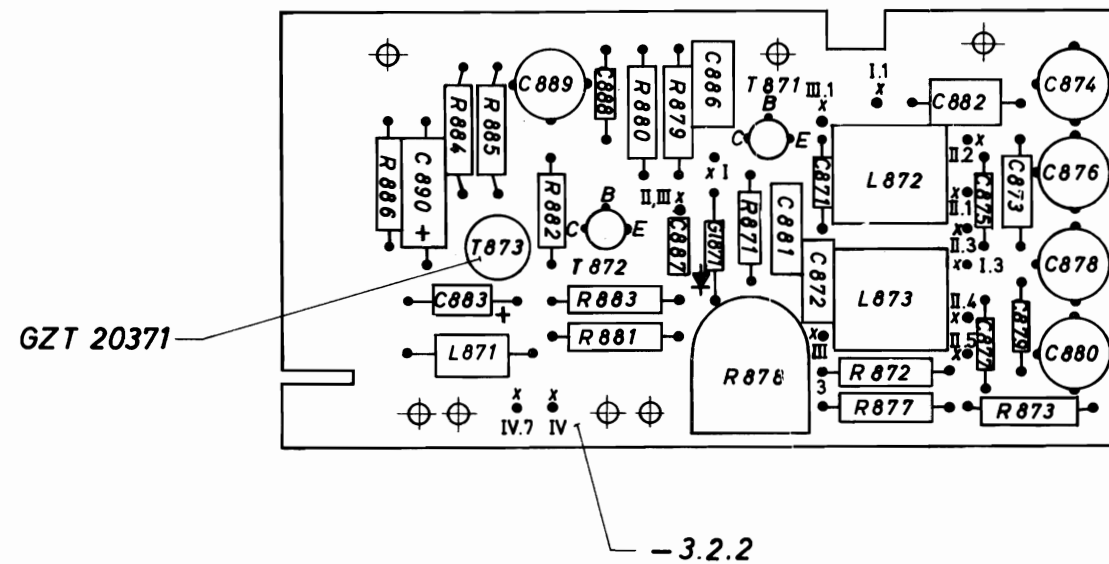 C889
C888
R880
R879
C886
T871
B
C
E
III.1
x
I.1
x
C882
C874
R884
R885
R886
C890
+
R882
B
C
E
T872
T873
II,III
x
x I
C887
Gl871
R871
C881
C871
L872
II.2
x
x
II.1
C875
C873
C876
x
II.3
x I.3
C872
L873
C878
II.4
x
II.5
x
C877
C879
C880
C883
+
R883
R881
L871
GZT 20371
R878
x
III
3
R872
R877
R873
x
IV.7
x
IV
-3.2.2